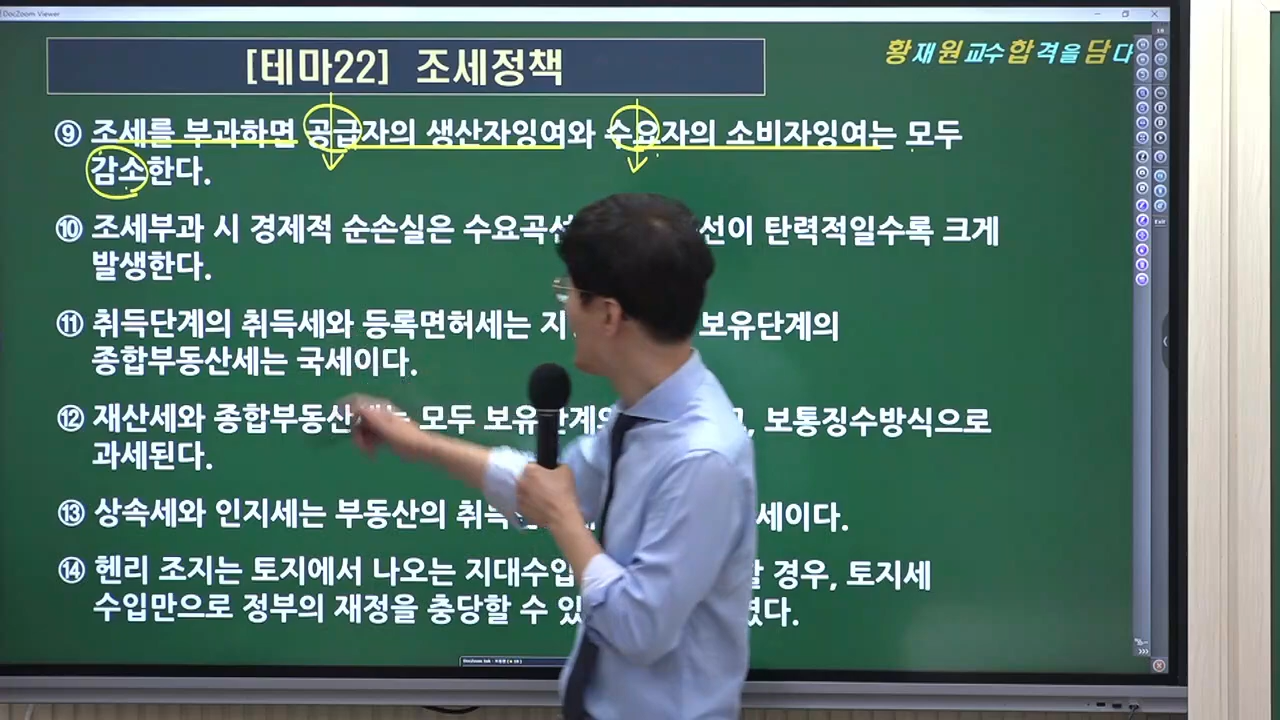 DocZoom Viewer
[테마22] 조세정책
황재원교수합격을담다
⑨ 조세를 부과하면 공급자의 생산자잉여와 수요자의 소비자잉여는 모두
감소한다.
⑩ 조세부과 시 경제적 순손실은 수요곡선 선이 탄력적일수록 크게
발생한다.
⑪ 취득단계의 취득세와 등록면허세는 지 보유단계의
종합부동산세는 국세이다.
⑫ 재산세와 종합부동산세는 모두 보유단계의 , 보통징수방식으로
과세된다.
⑬ 상속세와 인지세는 부동산의 취득 세이다.
⑭ 헨리 조지는 토지에서 나오는 지대수입 할 경우, 토지세
수입만으로 정부의 재정을 충당할 수 있 였다.
Exit